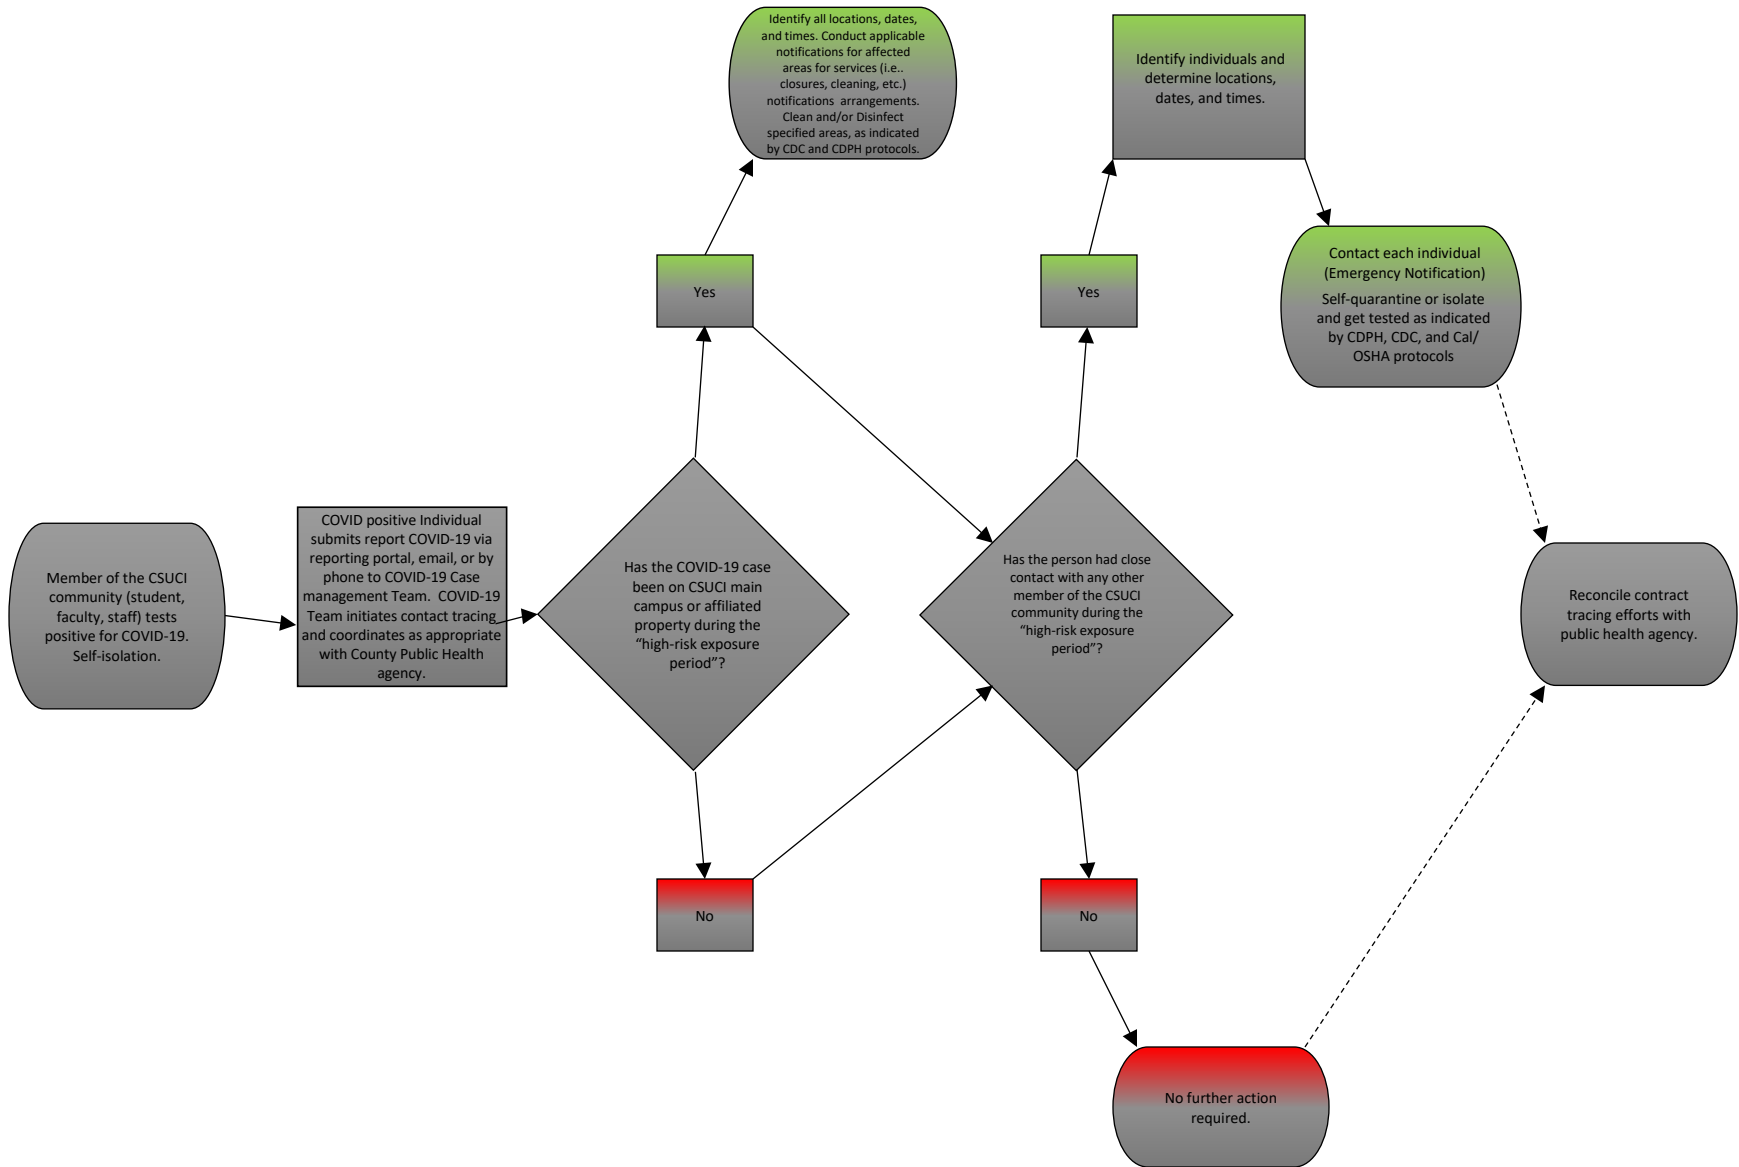 Identify all locations, dates,
and times. Conduct applicable
notifications for affected
areas for services (i.e..
closures, cleaning, etc.)
notifications  arrangements.
Clean and/or Disinfect
specified areas, as indicated
by CDC and CDPH protocols.
Identify individuals and
determine locations,
dates, and times.
Yes
Yes
Contact each individual
(Emergency Notification)
Self-quarantine or isolate
and get tested as indicated
by CDPH, CDC, and Cal/
OSHA protocols
Member of the CSUCI
community (student,
faculty, staff) tests
positive for COVID-19.
Self-isolation.
COVID positive Individual
submits report COVID-19 via
reporting portal, email, or by
phone to COVID-19 Case
management Team.  COVID-19
Team initiates contact tracing
and coordinates as appropriate
with County Public Health
agency.
Has the COVID-19 case
been on CSUCI main
campus or affiliated
property during the
“high-risk exposure
period”?
Has the person had close
contact with any other
member of the CSUCI
community during the
“high-risk exposure
period”?
Reconcile contract
tracing efforts with
public health agency.
No
No
No further action
required.